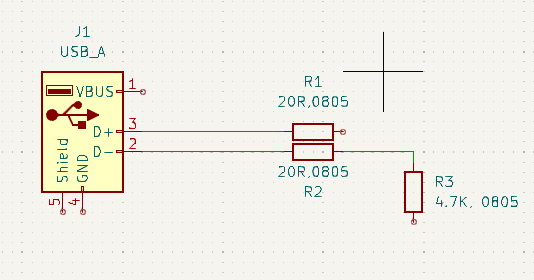 J1
USB_A
VBUS 1
D+ 3
D- 2
Shield
GND
5
4
R1
20R,0805
20R,0805
R2
R3
4.7K, 0805